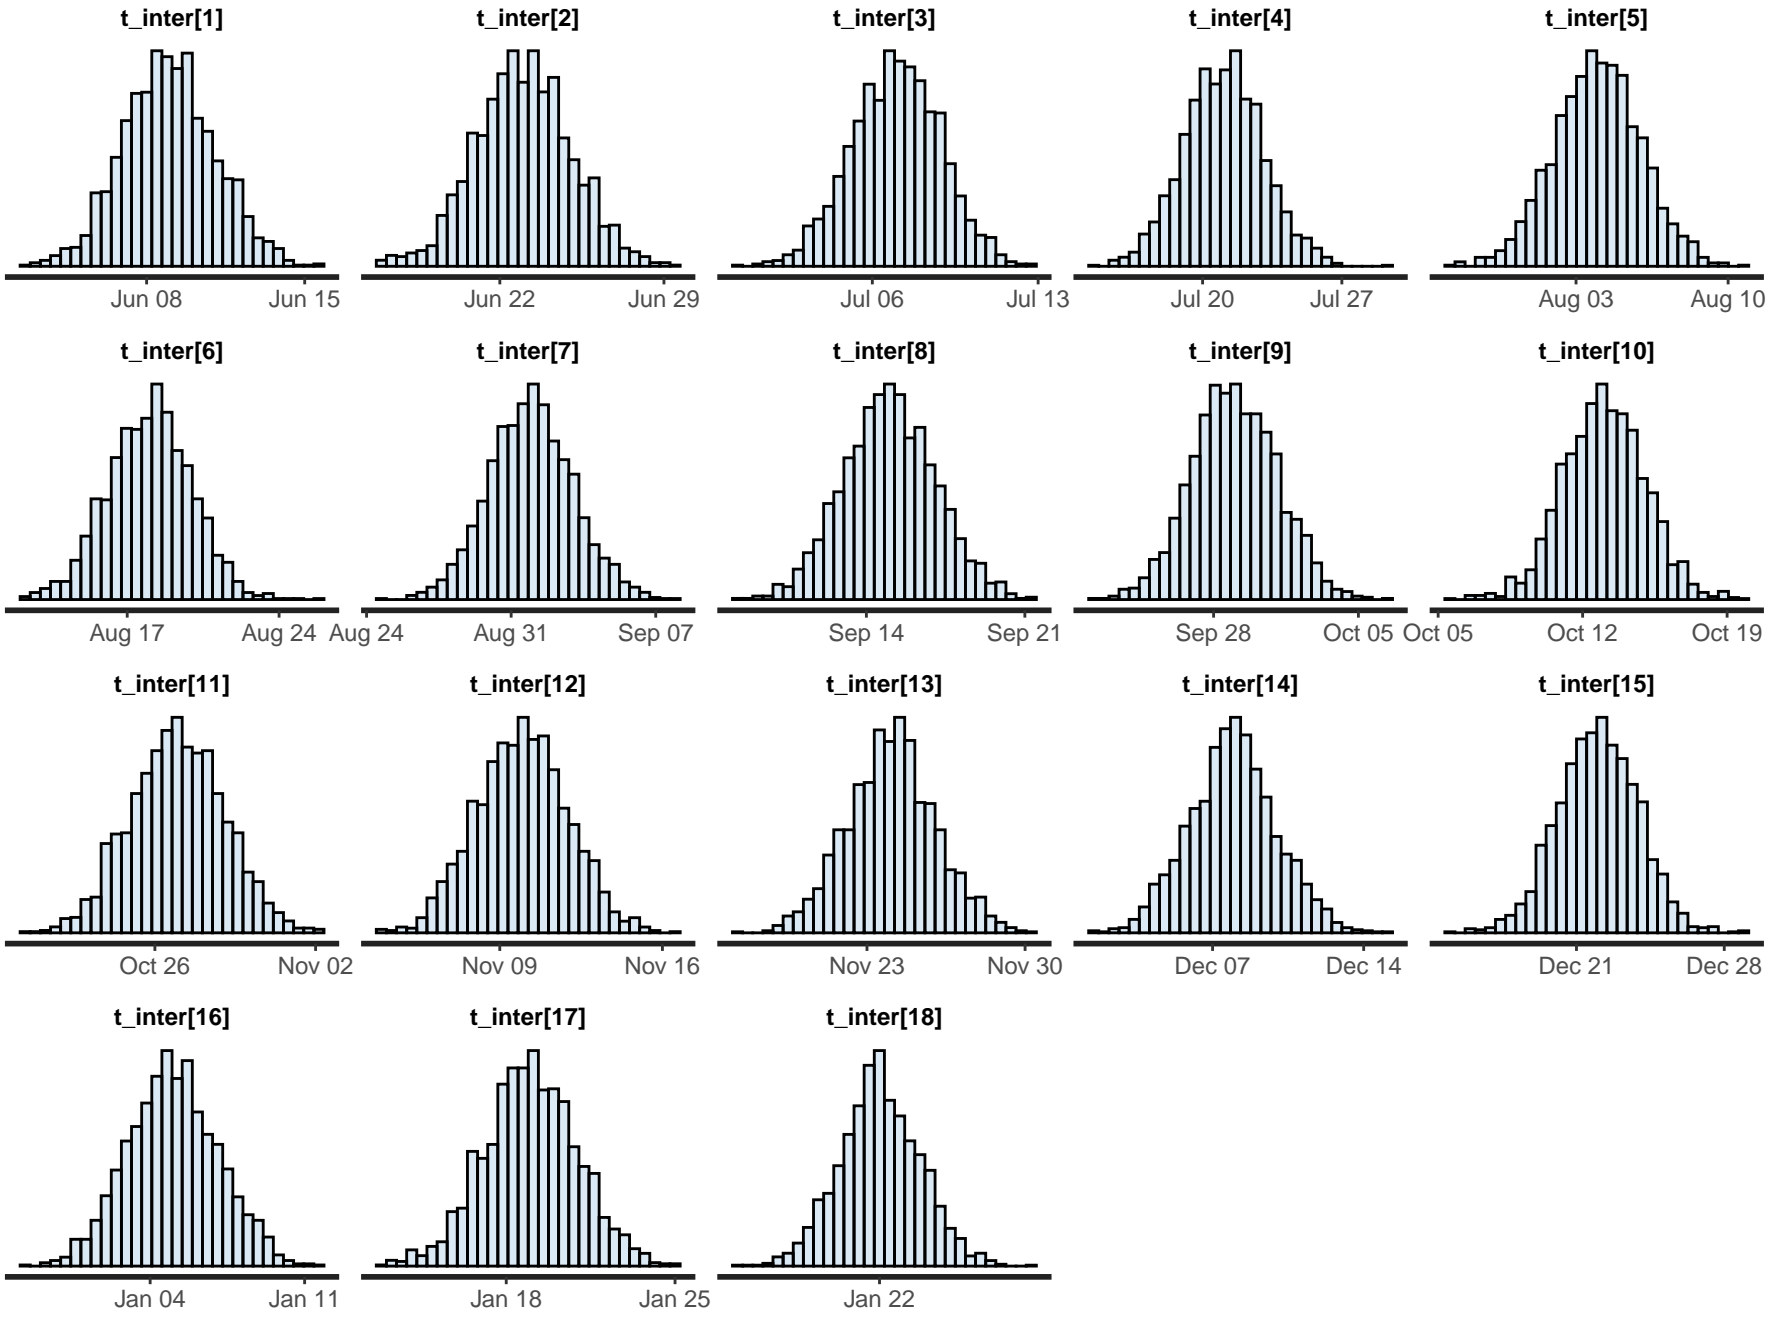 t_inter[1] t_inter[2] t_inter[3] t_inter[4] t_inter[5]
Jun 08 Jun 15 Jun 22 Jun 29 Jul 06 Jul 13 Jul 20 Jul 27 Aug 03 Aug 10
t_inter[6] t_inter[7] t_inter[8] t_inter[9] t_inter[10]
Aug 17 Aug 24 Aug 24 Aug 31 Sep 07 Sep 14 Sep 21 Sep 28 Oct 05 Oct 05 Oct 12 Oct 19
t_inter[11] t_inter[12] t_inter[13] t_inter[14] t_inter[15]
Oct 26 Nov 02 Nov 09 Nov 16 Nov 23 Nov 30 Dec 07 Dec 14 Dec 21 Dec 28
t_inter[16] t_inter[17] t_inter[18]
Jan 04 Jan 11 Jan 18 Jan 25 Jan 22